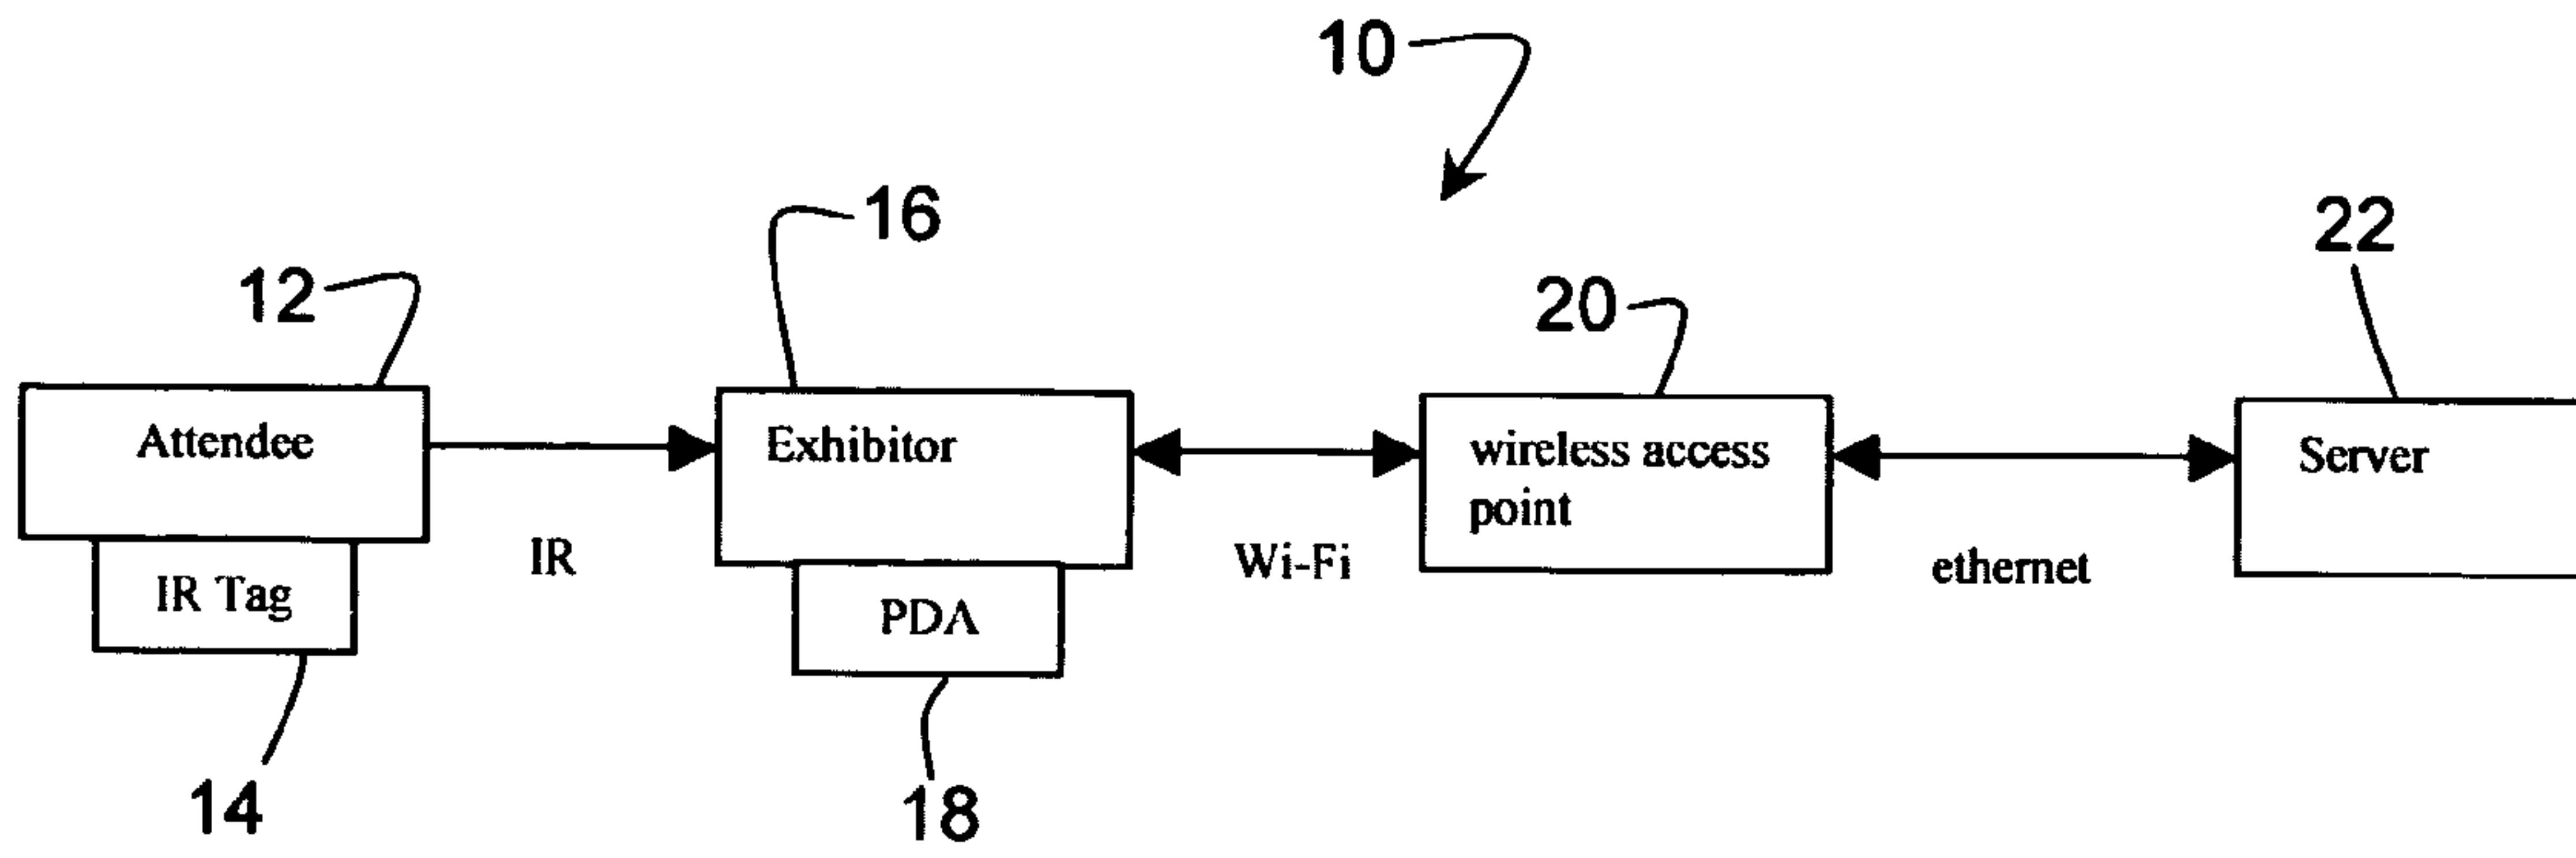 10
16
22
12
20
Attendee
Exhibitor
wireless access
point
Server
IR
Wi-Fi
ethernet
IR Tag
PDA
14
18